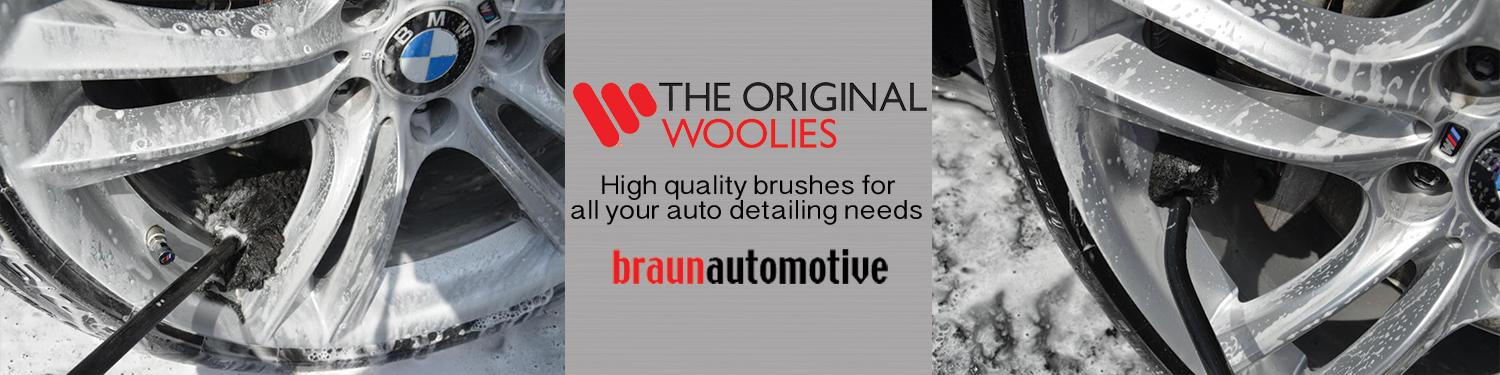 BMW
THE ORIGINAL
WOOLIES
High quality brushes for
all your auto detailing needs
braunautomotive